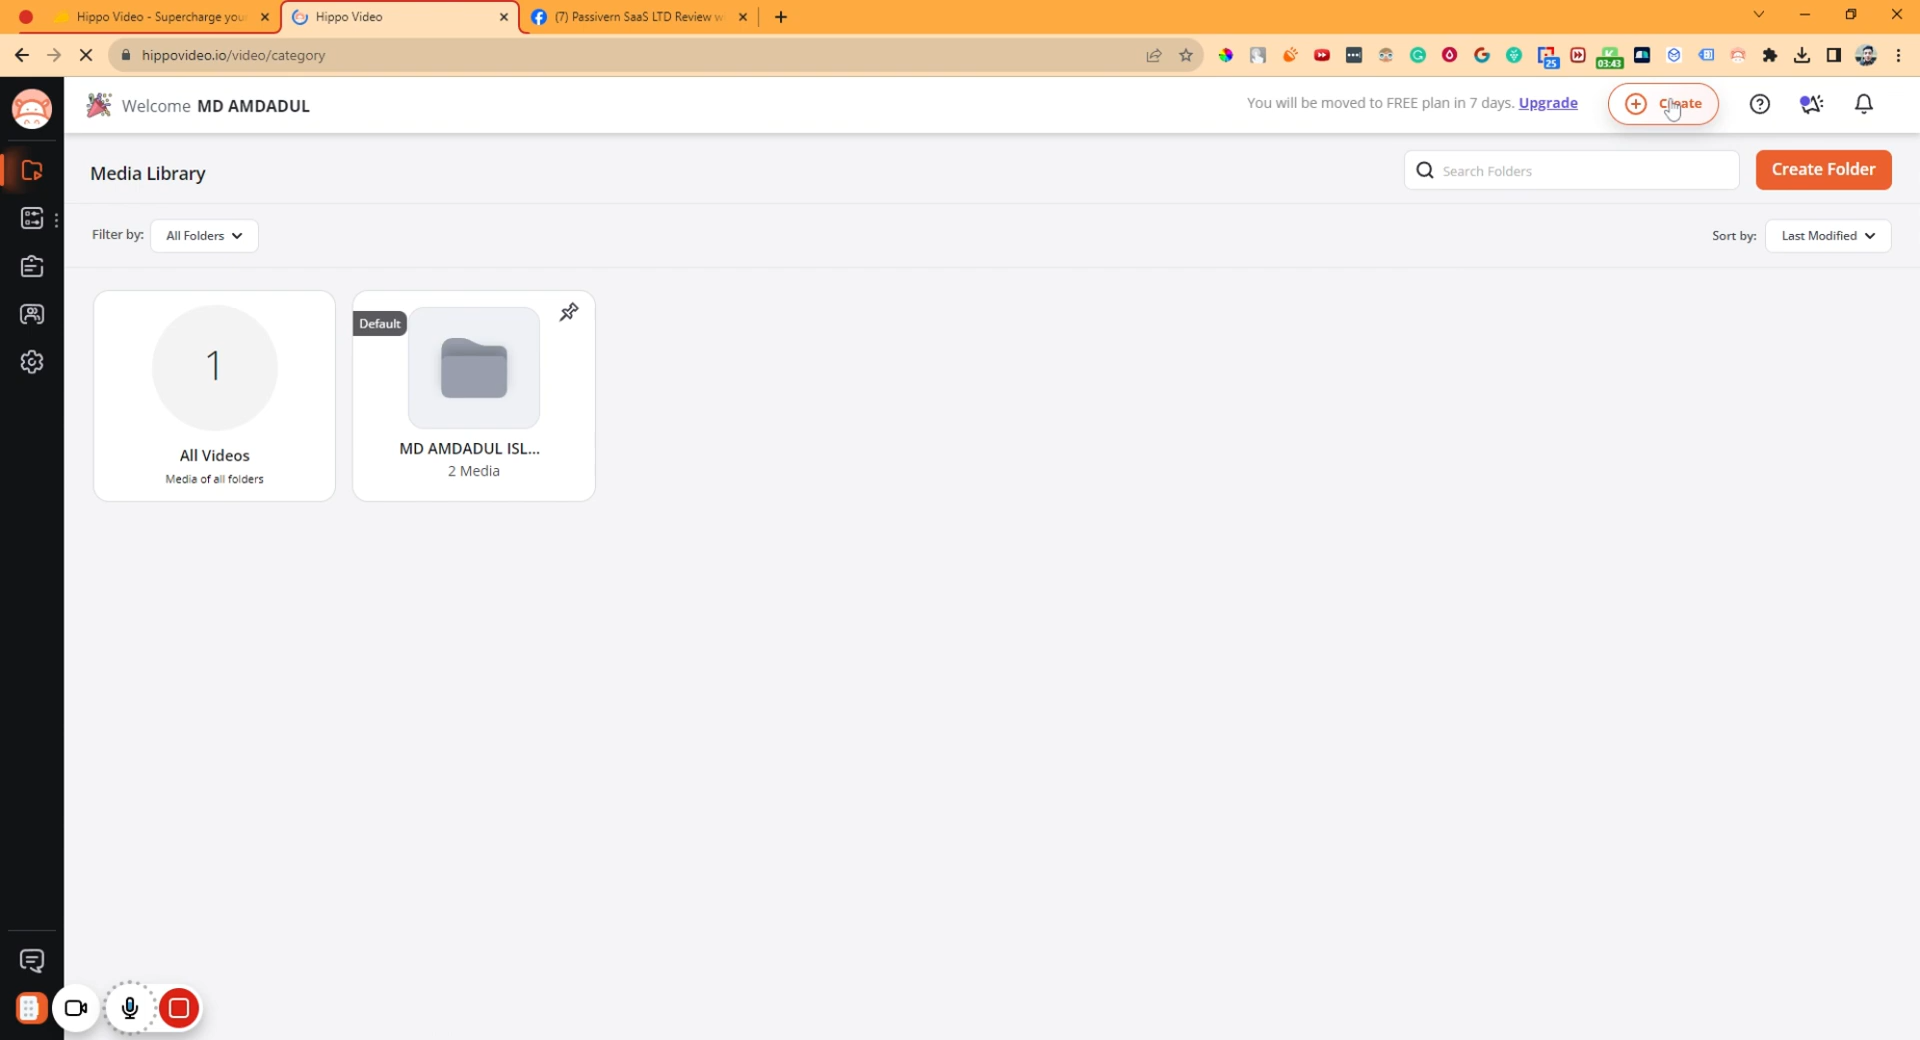 Hippo Video - Supercharge you
Hippo Video
(7) Passivern SaaS LTD Review w
hippovideo.io/video/category
25
03:43
Welcome MD AMDADUL
You will be moved to FREE plan in 7 days. Upgrade
Create
Media Library
Search Folders
Create Folder
Filter by: All Folders
Sort by: Last Modified
1
All Videos
Media of all folders
Default
MD AMDADUL ISL...
2 Media